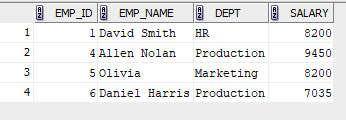 EMP_ID EMP_NAME DEPT SALARY
1 1 David Smith HR 8200
2 4 Allen Nolan Production 9450
3 5 Olivia Marketing 8200
4 6 Daniel Harris Production 7035